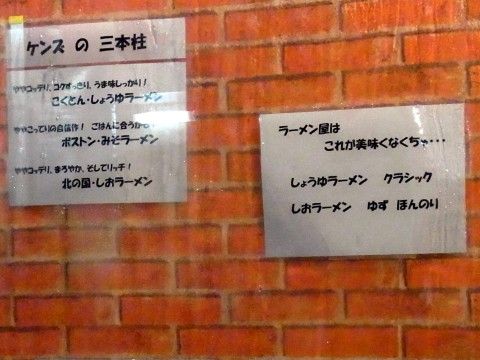 ケンズ の 三本柱
ややコッテリ、コクすっきり、うま味しっかり!
こくとん・しょうゆラーメン
ややこってりの自信作! ごはんに合うかも!
ボストン・みそラーメン
ややコッテリ、まろやか、そしてリッチ!
北の国・しおラーメン
ラーメン屋は
これが美味くなくちゃ・・・
しょうゆラーメン クラシック
しおラーメン ゆず ほんのり